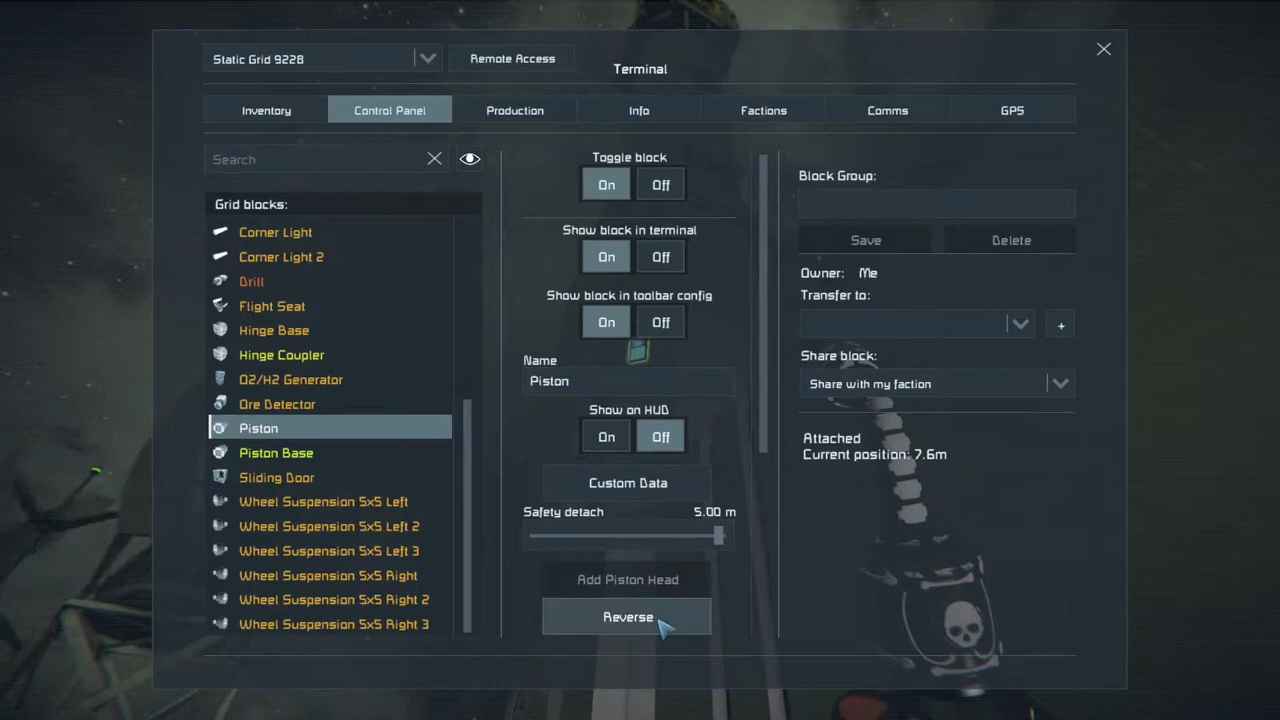 Static Grid 9228
Remote Access
Terminal
Inventory
Control Panel
Production
Info
Factions
Comms
GPS
Search
Grid blocks:
Corner Light
Corner Light 2
Drill
Flight Seat
Hinge Base
Hinge Coupler
O2/H2 Generator
Ore Detector
Piston
Piston Base
Sliding Door
Wheel Suspension 5x5 Left
Wheel Suspension 5x5 Left 2
Wheel Suspension 5x5 Left 3
Wheel Suspension 5x5 Right
Wheel Suspension 5x5 Right 2
Wheel Suspension 5x5 Right 3
Toggle block
On Off
Show block in terminal
On Off
Show block in toolbar config
On Off
Name
Piston
Show on HUD
On Off
Custom Data
Safety detach 5.00 m
Add Piston Head
Reverse
Block Group:
Save Delete
Owner: Me
Transfer to:
+
Share block:
Share with my faction
Attached
Current position: 7.6m